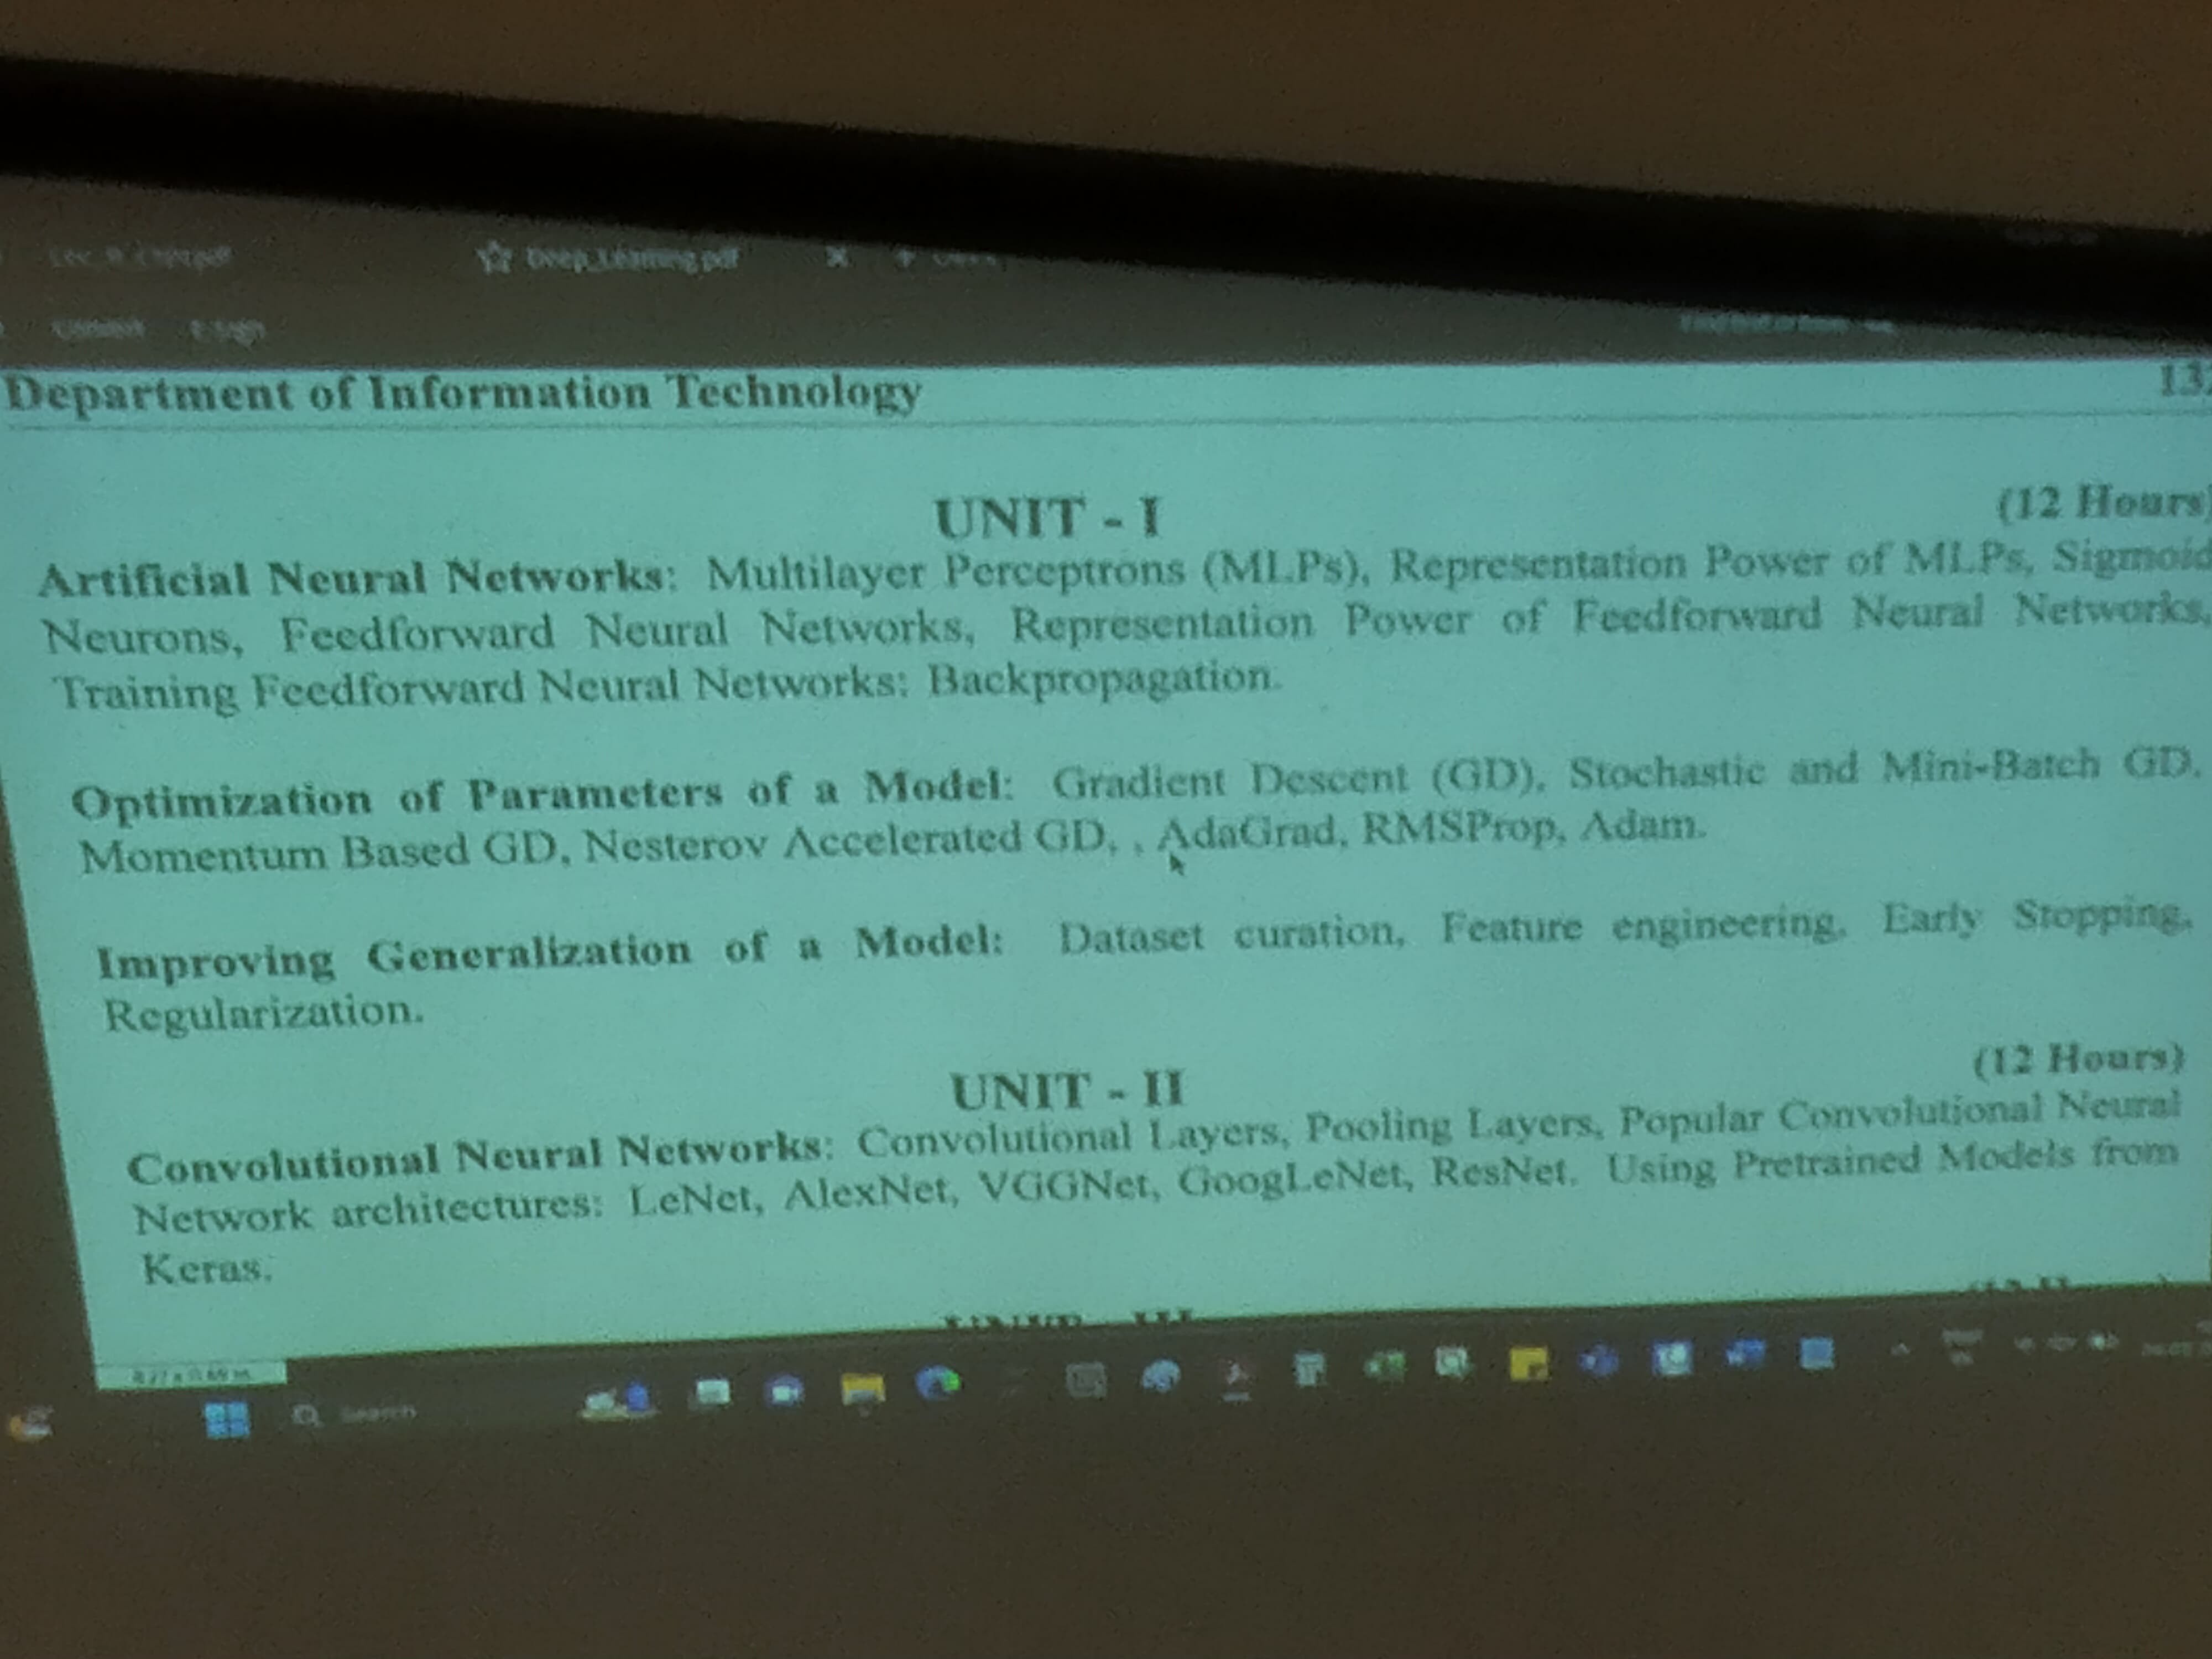 Deep_Learning.pdf
Department of Information Technology
UNIT - I
(12 Hours)
Artificial Neural Networks: Multilayer Perceptrons (MLPs), Representation Power of MLPs, Sigmoid
Neurons, Feedforward Neural Networks, Representation Power of Feedforward Neural Networks,
Training Feedforward Neural Networks: Backpropagation.
Optimization of Parameters of a Model: Gradient Descent (GD), Stochastic and Mini-Batch GD,
Momentum Based GD, Nesterov Accelerated GD, , AdaGrad, RMSProp, Adam.
Improving Generalization of a Model: Dataset curation, Feature engineering, Early Stopping,
Regularization.
(12 Hours)
UNIT - II
Convolutional Neural Networks: Convolutional Layers, Pooling Layers, Popular Convolutional Neural
Network architectures: LeNet, AlexNet, VGGNet, GoogLeNet, ResNet. Using Pretrained Models from
Keras.
Search